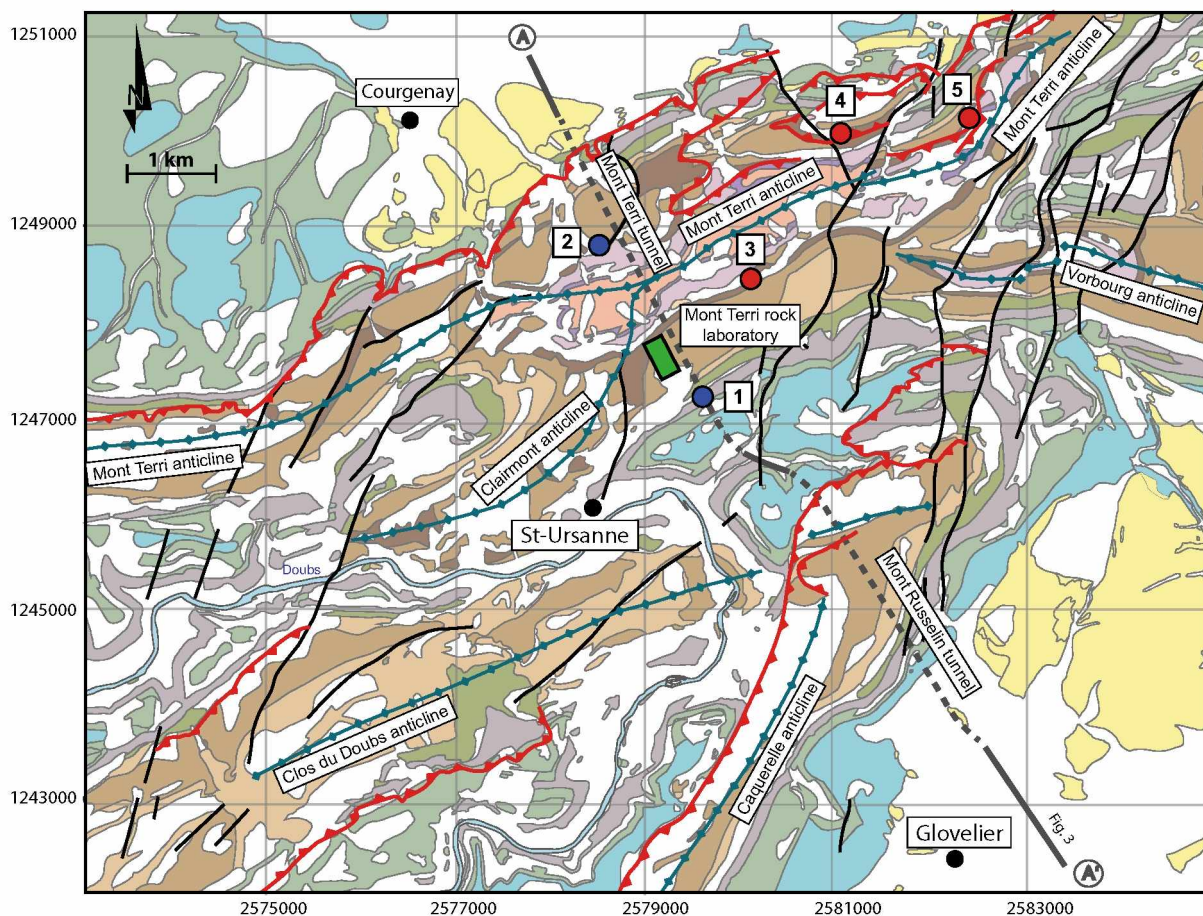 1251000
1249000
1247000
1245000
1243000
N
1 km
A
Courgenay
4
5
Mont Terri anticline
Mont Terri tunnel
Mont Terri anticline
2
3
Vorbourg anticline
Mont Terri rock
laboratory
1
Mont Terri anticline
Clairmont anticline
St-Ursanne
Doubs
Mont Russelin tunnel
Clos du Doubs anticline
Caquerelle anticline
Fig. 3
Glovelier
A'
2575000
2577000
2579000
2581000
2583000